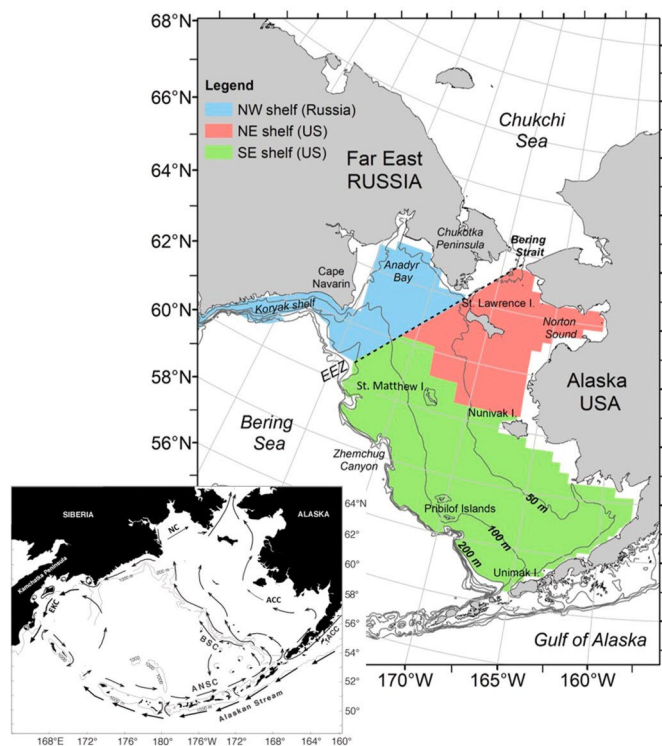 68°N
66°N
64°N
62°N
60°N
58°N
56°N
Legend
NW shelf (Russia)
NE shelf (US)
SE shelf (US)
Chukchi
Sea
Far East
RUSSIA
Chukotka
Peninsula
Bering
Strait
Anadyr
Bay
Cape
Navarin
Koryak shelf
St. Lawrence I.
Norton
Sound
EEZ
St. Matthew I.
Nunivak I.
Alaska
USA
Bering
Sea
Zhemchug
Canyon
Pribilof Islands
50 m
100 m
200 m
Unimak I.
Gulf of Alaska
170°W
165°W
160°W
SIBERIA
ALASKA
NC
Kamchatka Peninsula
EKC
ACC
BSC
ANSC
TACC
Alaskan Stream
64°N
62°
60°
58°
56°
54°
52°
50°
168°E
172°
176°
180°
176°
172°
168°
164°
160°